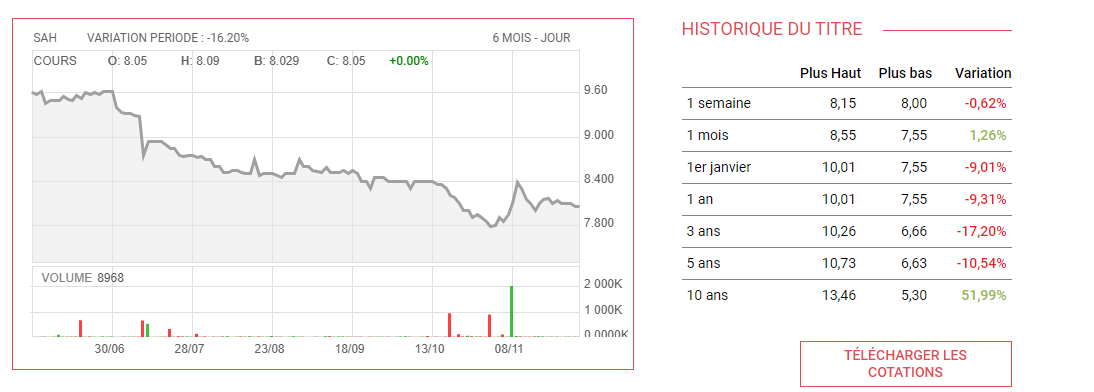 SAH VARIATION PERIODE : -16.20% 6 MOIS - JOUR
COURS O: 8.05 H: 8.09 B: 8.029 C: 8.05 +0.00%
9.60
9.000
8.400
7.800
VOLUME 8968
2 000K
1 000K
0.0000K
30/06 28/07 23/08 18/09 13/10 08/11
HISTORIQUE DU TITRE
Plus Haut Plus bas Variation
1 semaine 8,15 8,00 -0,62%
1 mois 8,55 7,55 1,26%
1er janvier 10,01 7,55 -9,01%
1 an 10,01 7,55 -9,31%
3 ans 10,26 6,66 -17,20%
5 ans 10,73 6,63 -10,54%
10 ans 13,46 5,30 51,99%
TÉLÉCHARGER LES
COTATIONS